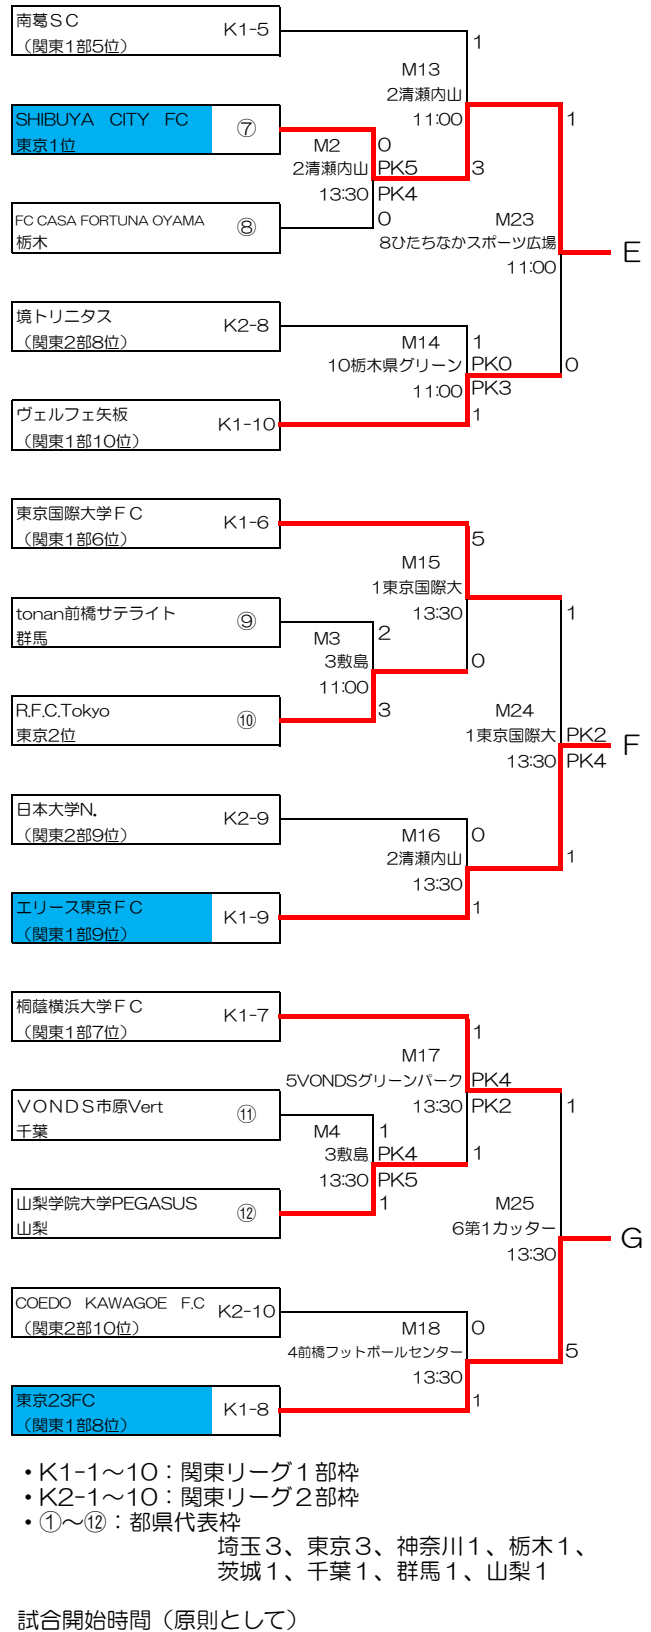 南葛ＳＣ
（関東１部5位）
K1-5
1
M13
2清瀬内山
11:00
SHIBUYA CITY FC
東京1位
⑦
M2
2清瀬内山
13:30
0
PK5
PK4
0
3
1
FC CASA FORTUNA OYAMA
栃木
⑧
M23
8ひたちなかスポーツ広場
11:00
E
境トリニタス
（関東2部8位）
K2-8
M14
10栃木県グリーン
11:00
1
PK0
PK3
1
0
ヴェルフェ矢板
（関東１部10位）
K1-10
東京国際大学ＦＣ
（関東１部6位）
K1-6
5
M15
1東京国際大
13:30
1
tonan前橋サテライト
群馬
⑨
M3
3敷島
11:00
2
0
3
R.F.C.Tokyo
東京2位
⑩
M24
1東京国際大
13:30
PK2
PK4
F
日本大学N.
（関東2部9位）
K2-9
M16
2清瀬内山
13:30
0
1
1
エリース東京ＦＣ
（関東１部9位）
K1-9
桐蔭横浜大学ＦＣ
（関東１部7位）
K1-7
1
M17
5VONDSグリーンパーク
13:30
PK4
PK2
1
1
ＶＯＮＤＳ市原Vert
千葉
⑪
M4
3敷島
13:30
1
PK4
PK5
1
山梨学院大学PEGASUS
山梨
⑫
M25
6第1カッター
13:30
G
COEDO KAWAGOE F.C
（関東2部10位）
K2-10
M18
4前橋フットボールセンター
13:30
0
1
5
東京23FC
（関東１部8位）
K1-8
・K1-1～10：関東リーグ１部枠
・K2-1～10：関東リーグ２部枠
・①～⑫：都県代表枠
埼玉３、東京３、神奈川１、栃木１、
茨城１、千葉１、群馬１、山梨１
試合開始時間（原則として）